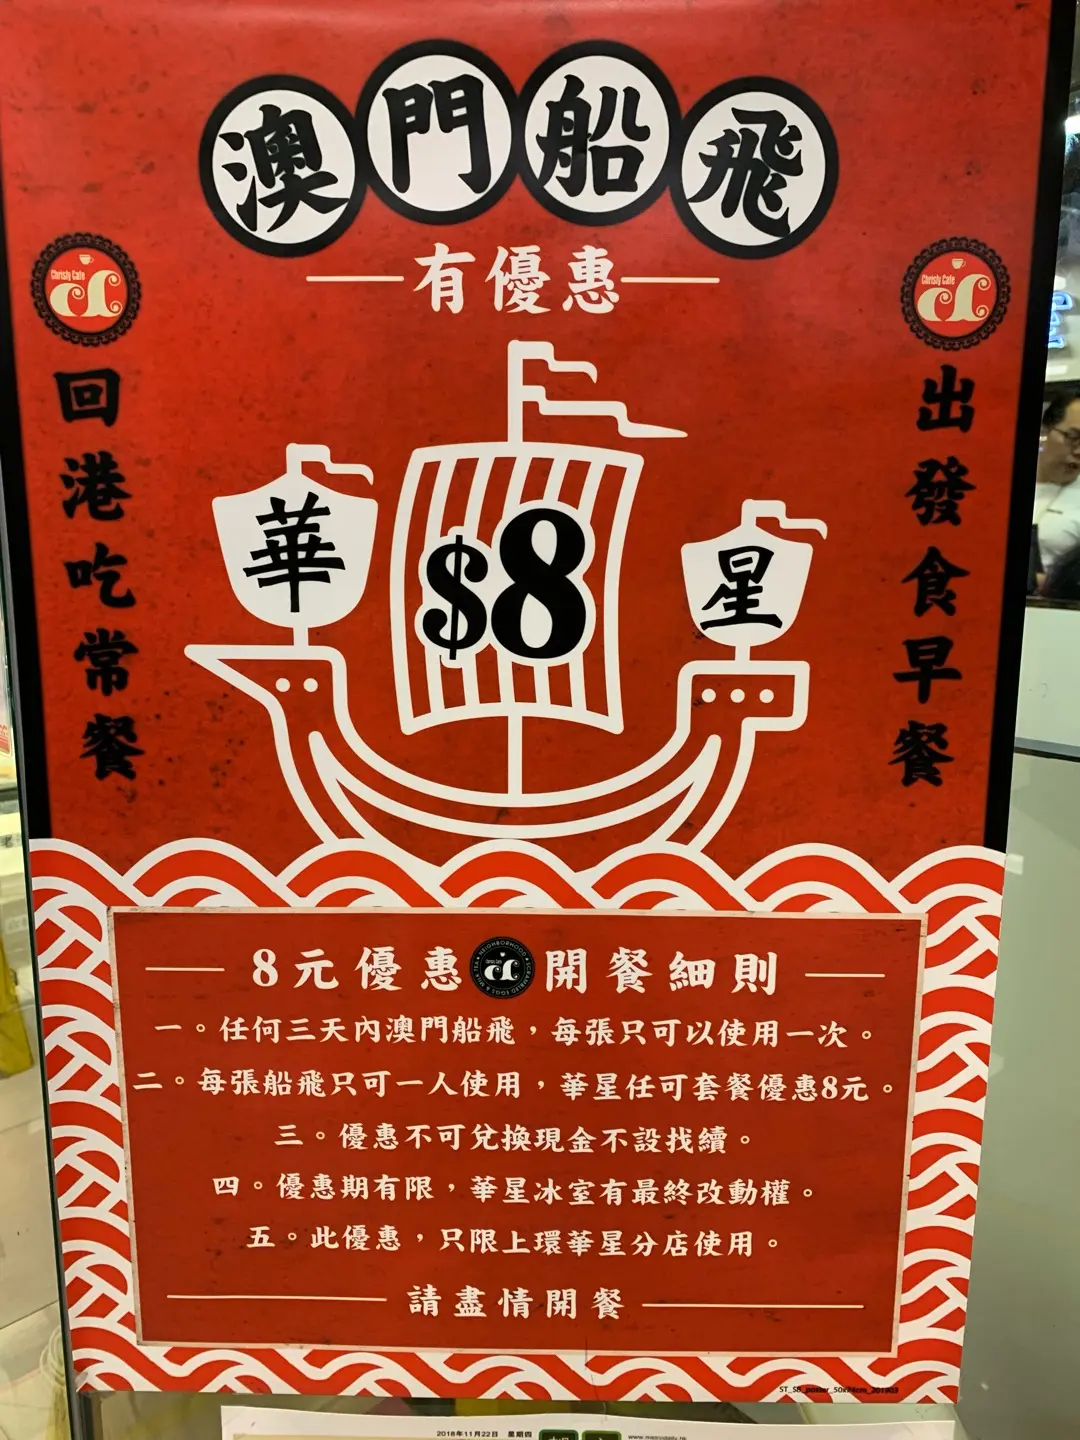 澳門船飛
有優惠
Chrisly Cafe
Chrisly Cafe
回港吃常餐
出發食早餐
華
$8
星
8元優惠 開餐細則
一。任何三天內澳門船飛，每張只可以使用一次。
二。每張船飛只可一人使用，華星任可套餐優惠8元。
三。優惠不可兌換現金不設找續。
四。優惠期有限，華星冰室有最終改動權。
五。此優惠，只限上環華星分店使用。
請盡情開餐
2018年11月22日 星期四